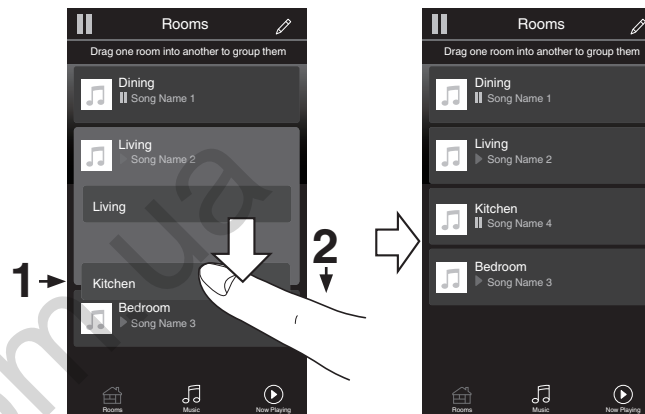 Rooms
Drag one room into another to group them
Dining
Song Name 1
Living
Song Name 2
Living
2
1
Kitchen
Bedroom
Song Name 3
Rooms
Music
Now Playing
Rooms
Drag one room into another to group them
Dining
Song Name 1
Living
Song Name 2
Kitchen
Song Name 4
Bedroom
Song Name 3
Rooms
Music
Now Playing
om.ua